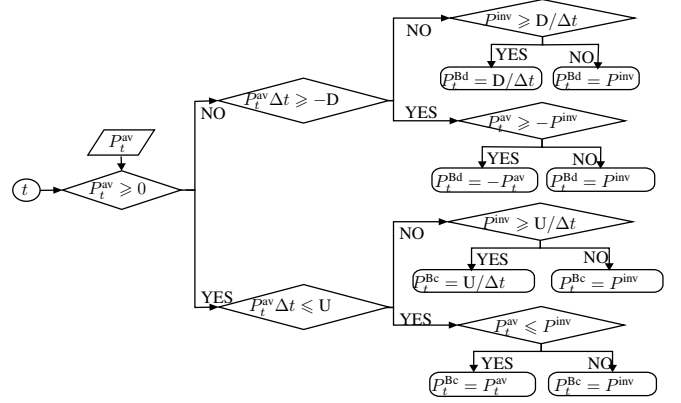 P^inv ⩾ D/Δt
NO
YES
NO
P_t^Bd = D/Δt
P_t^Bd = P^inv
P_t^av Δt ⩾ −D
NO
YES
P_t^av ⩾ −P^inv
P_t^av
YES
NO
t
P_t^av ⩾ 0
P_t^Bd = −P_t^av
P_t^Bd = P^inv
P^inv ⩾ U/Δt
NO
YES
NO
P_t^Bc = U/Δt
P_t^Bc = P^inv
YES
P_t^av Δt ⩽ U
YES
P_t^av ⩽ P^inv
YES
NO
P_t^Bc = P_t^av
P_t^Bc = P^inv